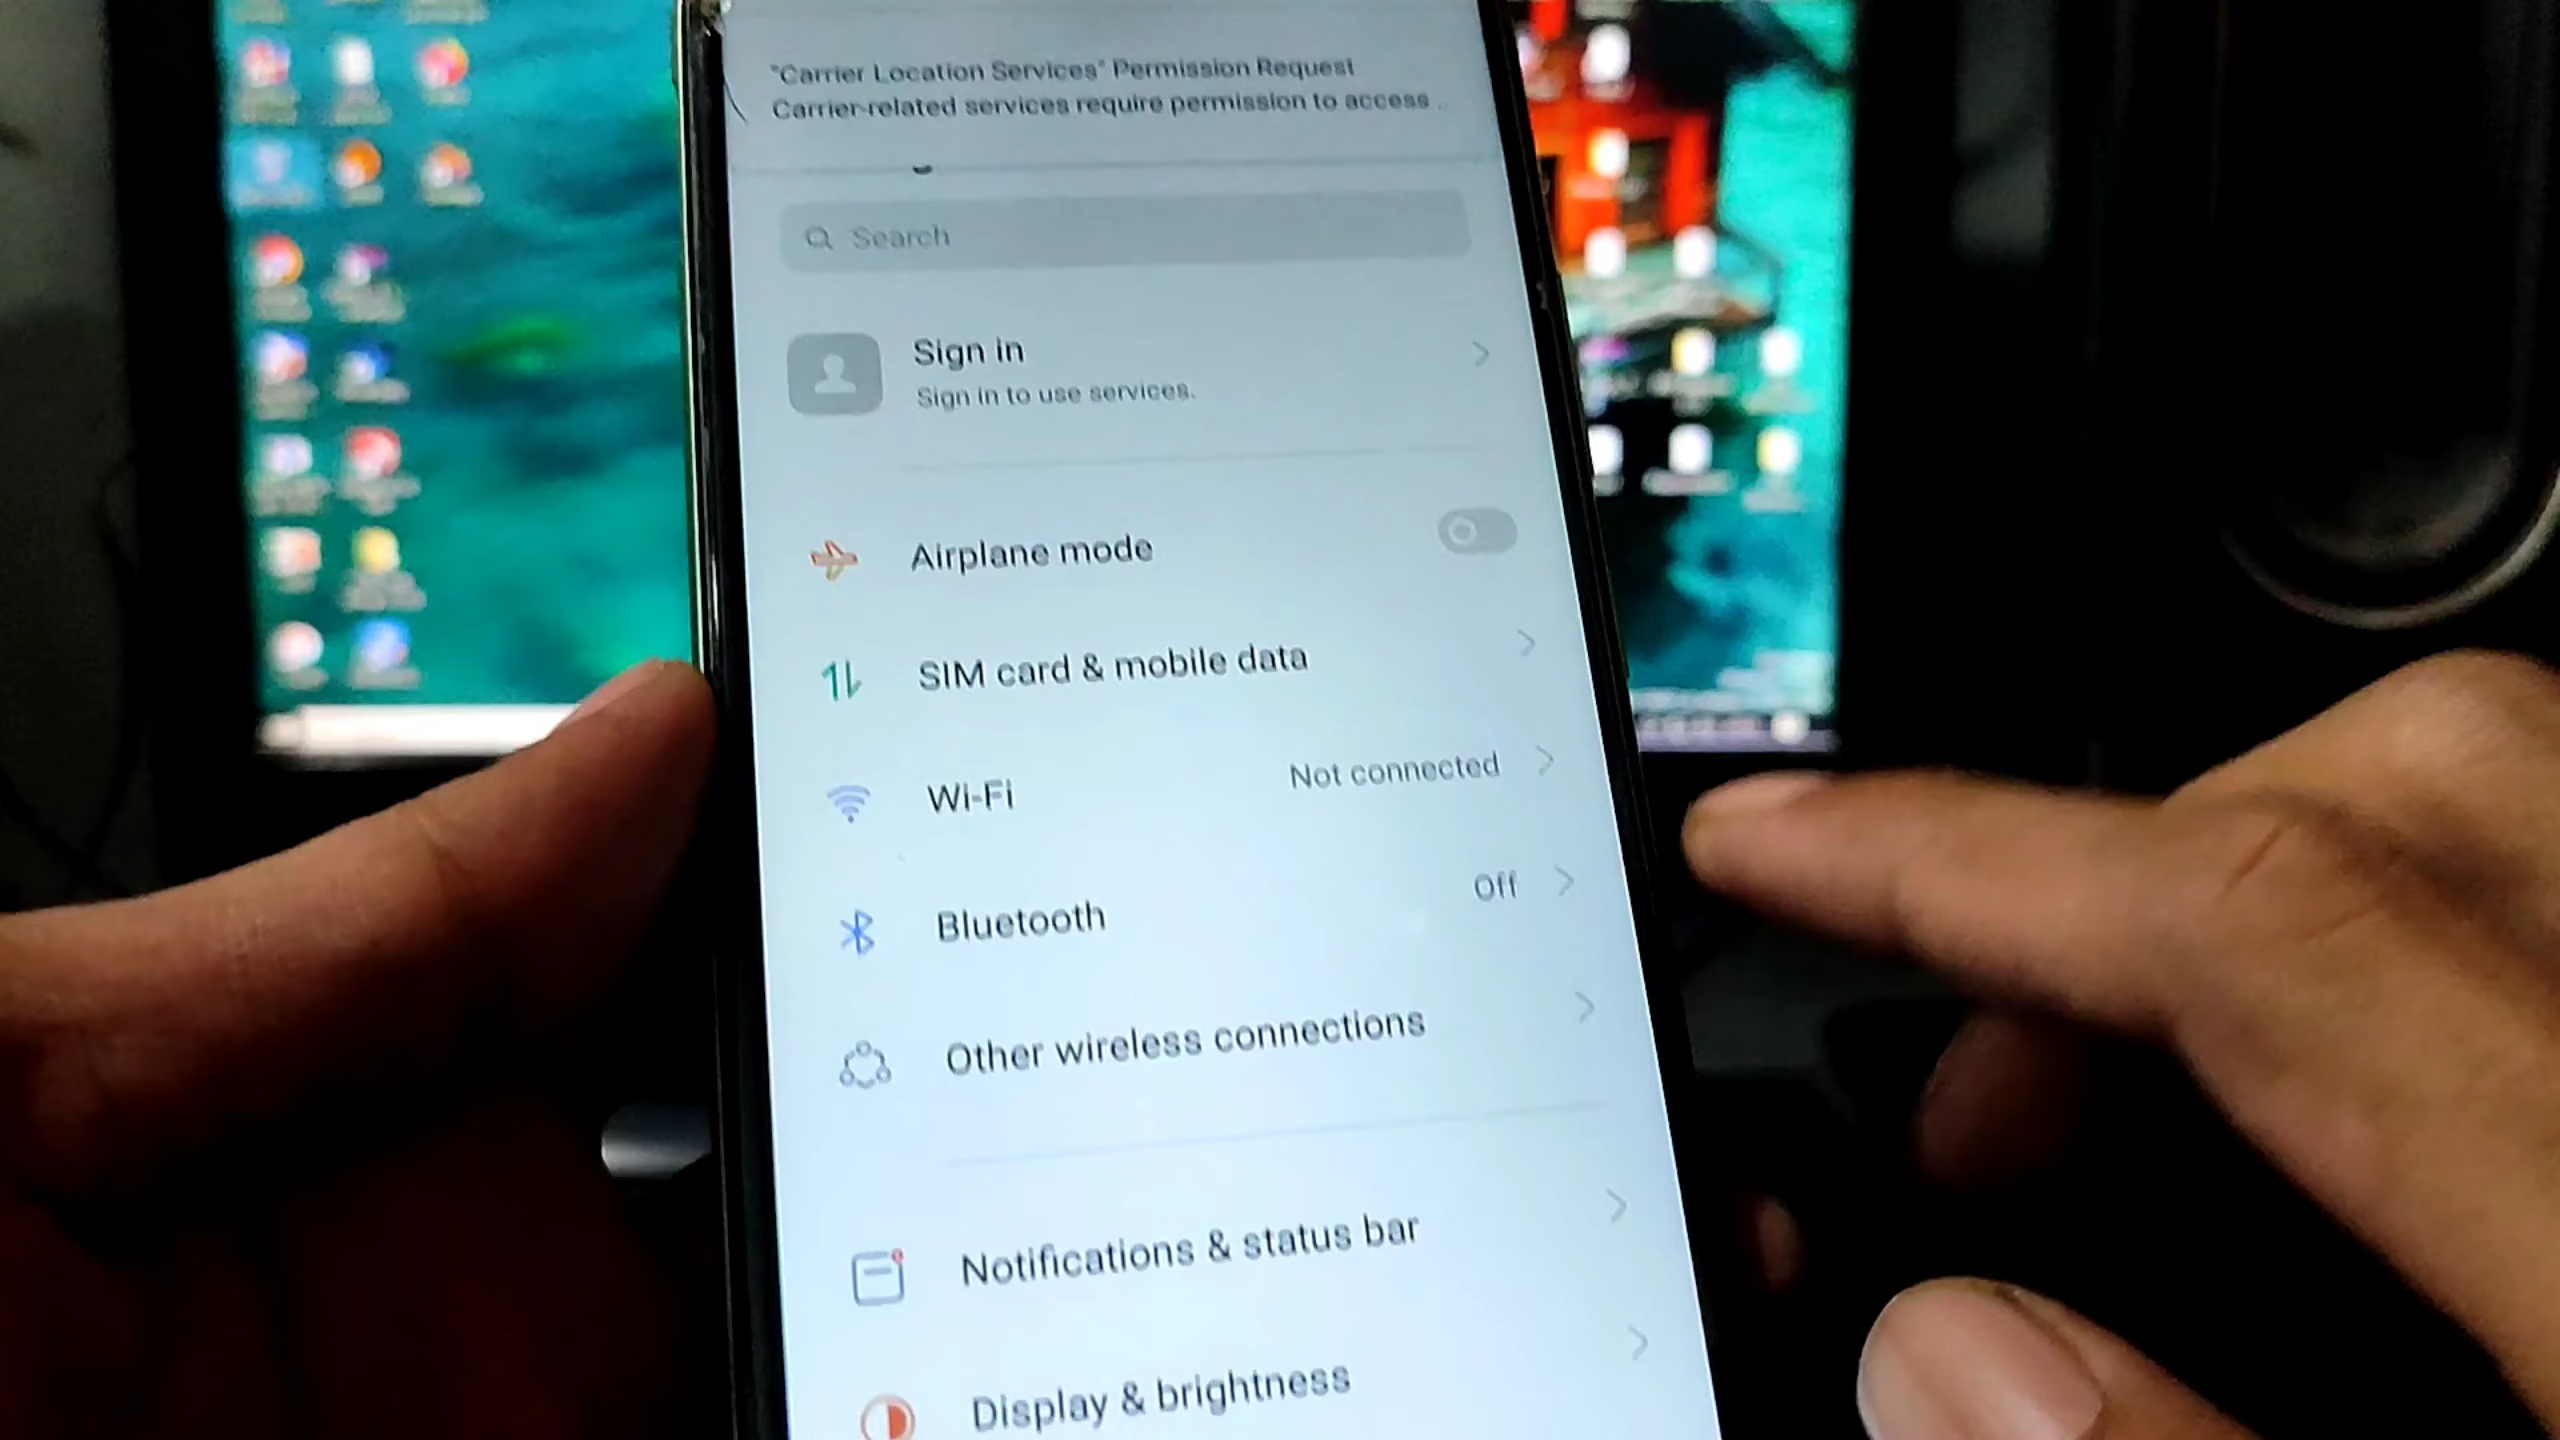 "Carrier Location Services" Permission Request
Carrier-related services require permission to access ..
Search
Sign in
Sign in to use services.
Airplane mode
SIM card & mobile data
Wi-Fi Not connected
Bluetooth Off
Other wireless connections
Notifications & status bar
Display & brightness